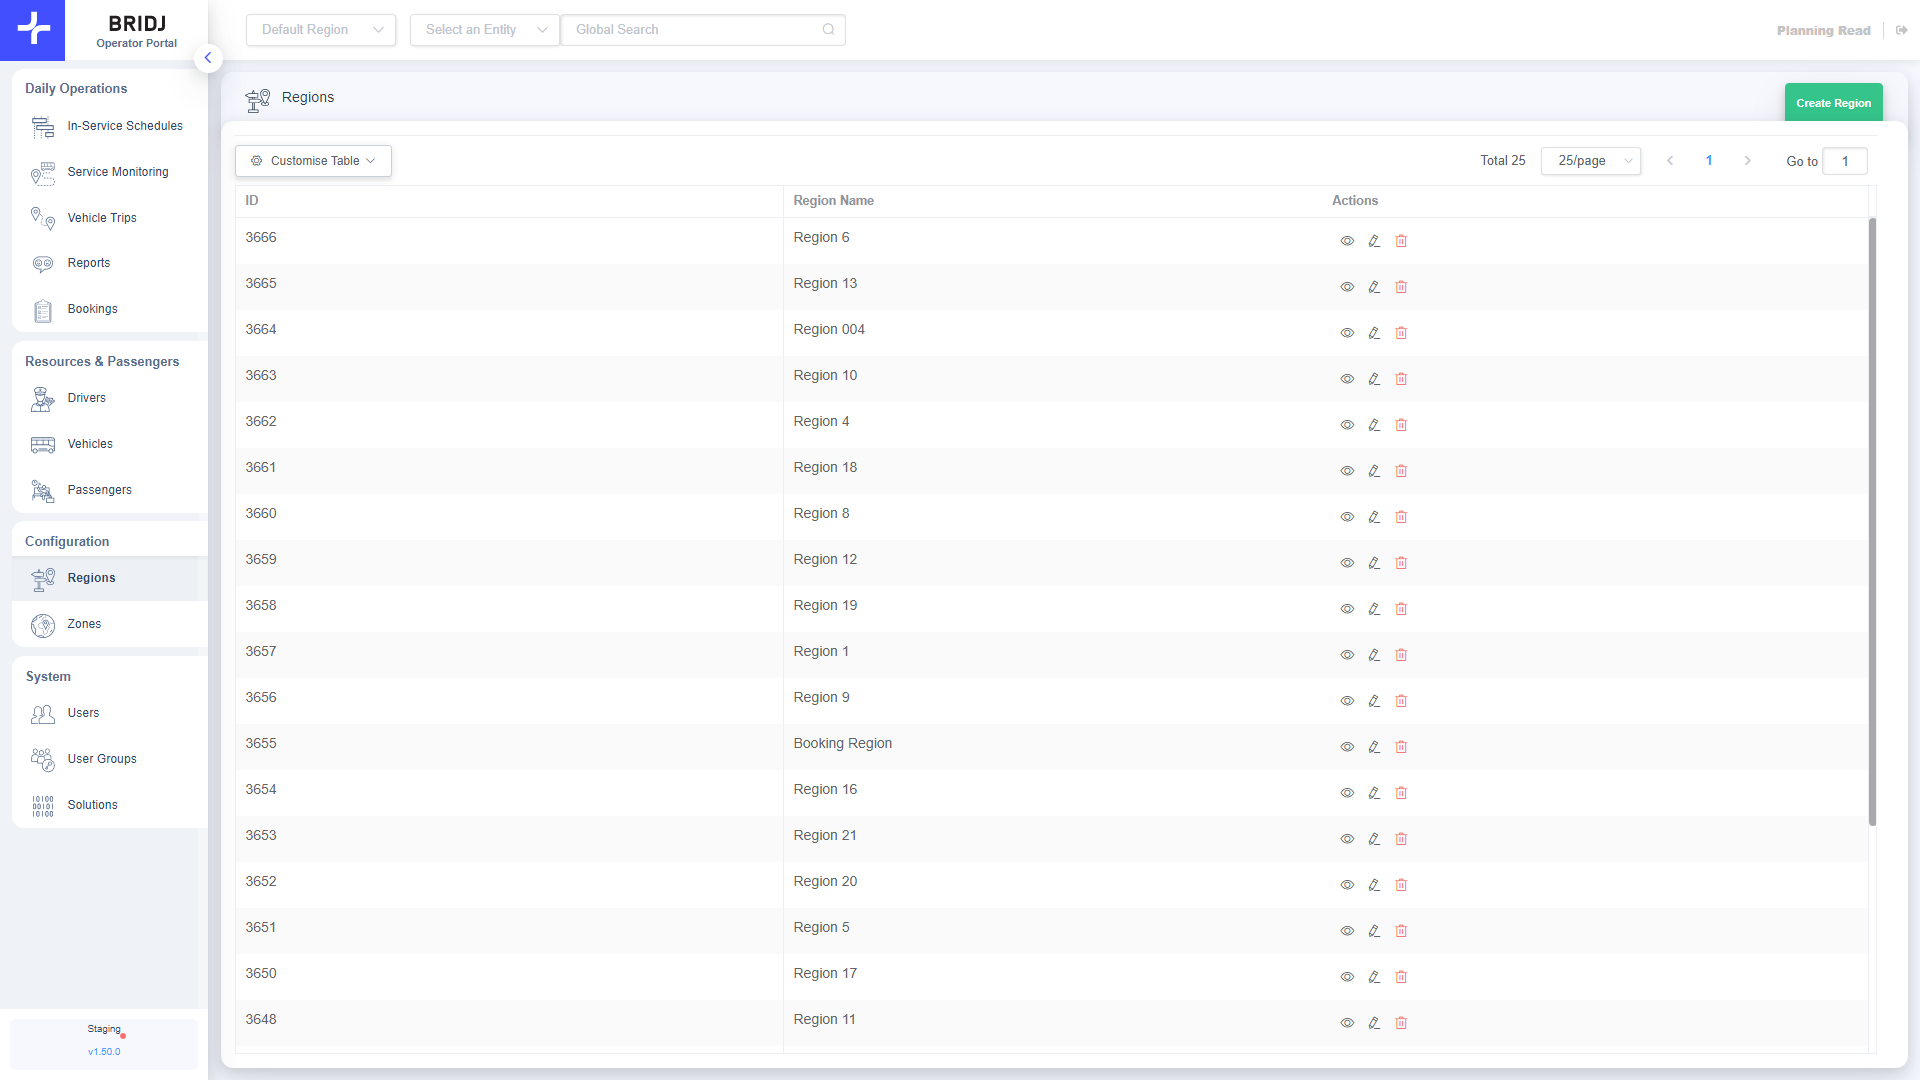 BRIDJ
Operator Portal
Default Region
Select an Entity
Global Search
Planning Read
Daily Operations
In-Service Schedules
Service Monitoring
Vehicle Trips
Reports
Bookings
Resources & Passengers
Drivers
Vehicles
Passengers
Configuration
Regions
Zones
System
Users
User Groups
Solutions
Staging
v1.50.0
Regions
Create Region
Customise Table
Total 25
25/page
1
Go to
1
ID Region Name Actions
3666 Region 6
3665 Region 13
3664 Region 004
3663 Region 10
3662 Region 4
3661 Region 18
3660 Region 8
3659 Region 12
3658 Region 19
3657 Region 1
3656 Region 9
3655 Booking Region
3654 Region 16
3653 Region 21
3652 Region 20
3651 Region 5
3650 Region 17
3648 Region 11